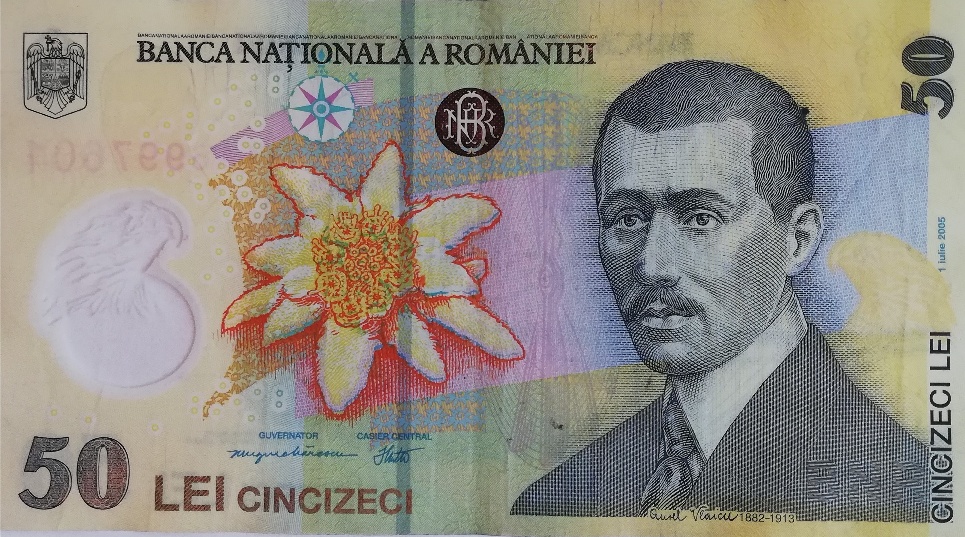 BANCA NAȚIONALĂ A ROMÂNIEI
50
1 iulie 2005
GUVERNATOR
CASIER CENTRAL
50
LEI CINCIZECI
CINCIZECI LEI
Aurel Vlaicu 1882-1913